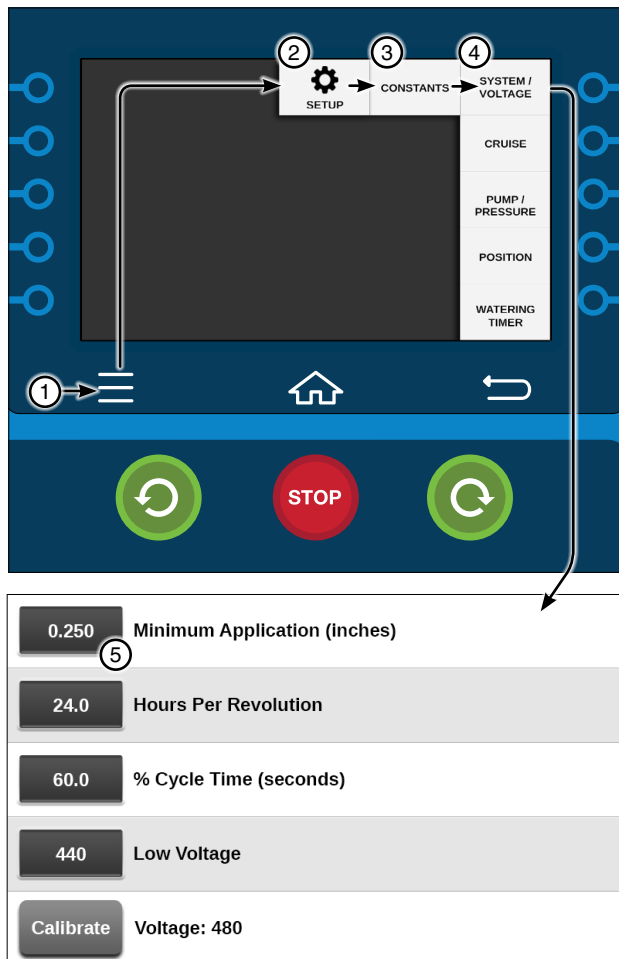 2
3
4
SETUP
CONSTANTS
SYSTEM /
VOLTAGE
CRUISE
PUMP /
PRESSURE
POSITION
WATERING
TIMER
1
STOP
0.250 Minimum Application (inches)
5
24.0 Hours Per Revolution
60.0 % Cycle Time (seconds)
440 Low Voltage
Calibrate Voltage: 480